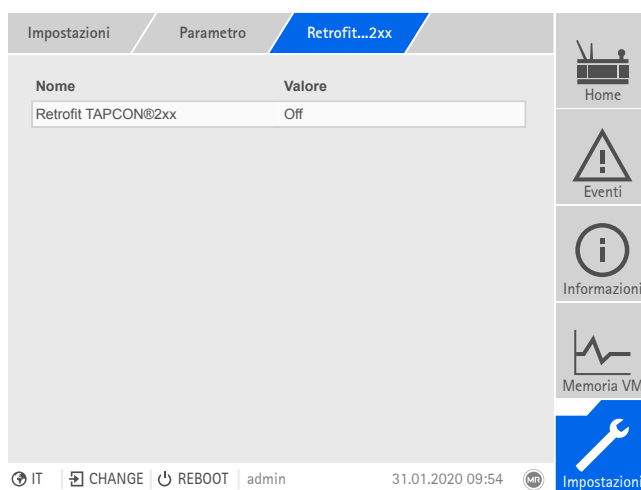 Impostazioni Parametro Retrofit...2xx
Nome Valore
Retrofit TAPCON®2xx Off
Home
Eventi
Informazioni
Memoria VM
Impostazioni
IT CHANGE REBOOT admin 31.01.2020 09:54 MR